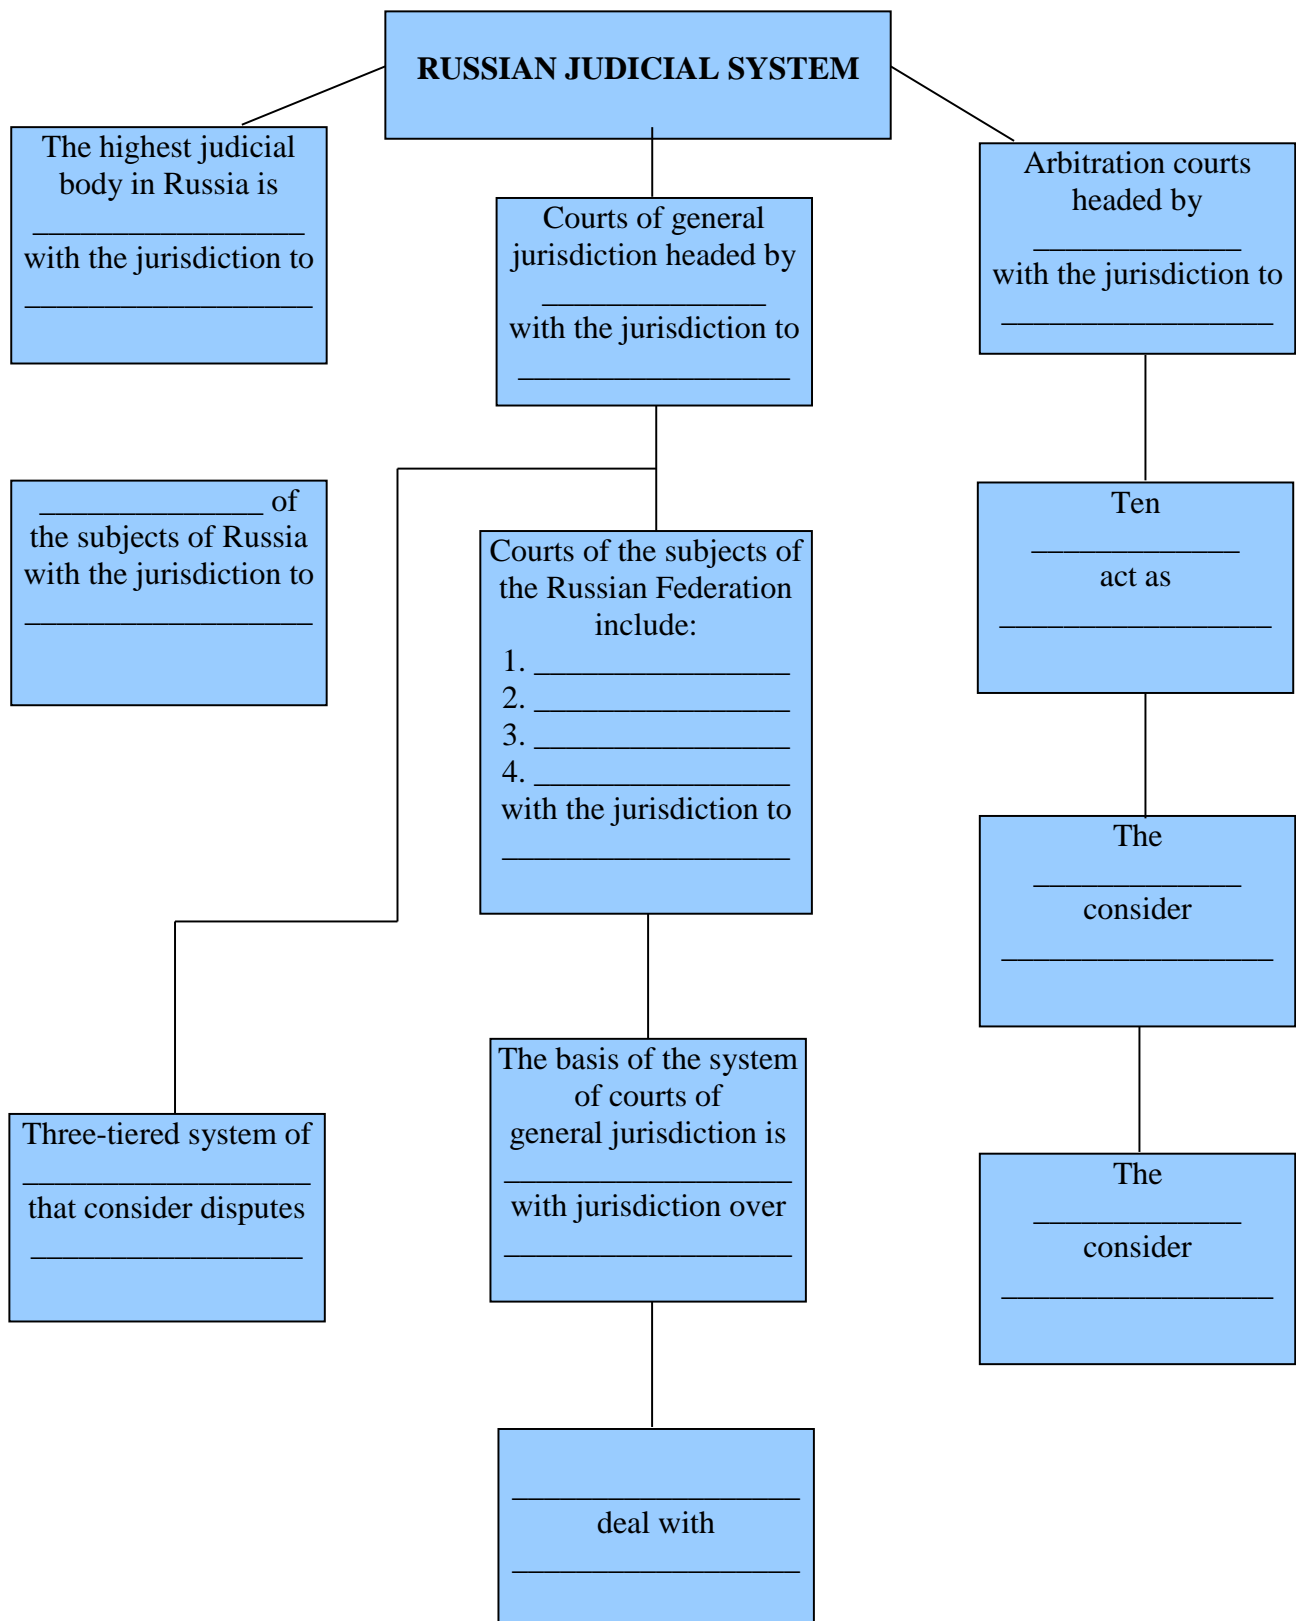 RUSSIAN JUDICIAL SYSTEM
The highest judicial
body in Russia is
_________________
with the jurisdiction to
__________________
Courts of general
jurisdiction headed by
______________
with the jurisdiction to
_________________
Arbitration courts
headed by
_____________
with the jurisdiction to
_________________
______________ of
the subjects of Russia
with the jurisdiction to
__________________
Courts of the subjects of
the Russian Federation
include:
1. ________________
2. ________________
3. ________________
4. ________________
with the jurisdiction to
__________________
Ten
_____________
act as
_________________
The
_____________
consider
_________________
Three-tiered system of
__________________
that consider disputes
_________________
The basis of the system
of courts of
general jurisdiction is
__________________
with jurisdiction over
__________________
The
_____________
consider
_________________
__________________
deal with
__________________